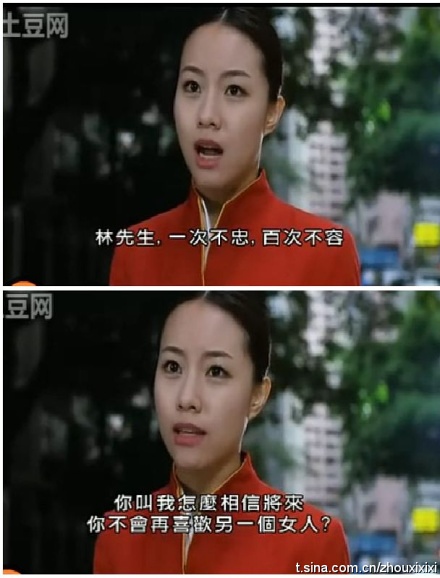 土豆网
林先生，一次不忠，百次不容
土豆网
你叫我怎麼相信將來
你不會再喜歡另一個女人？
t.sina.com.cn/zhouxixixi